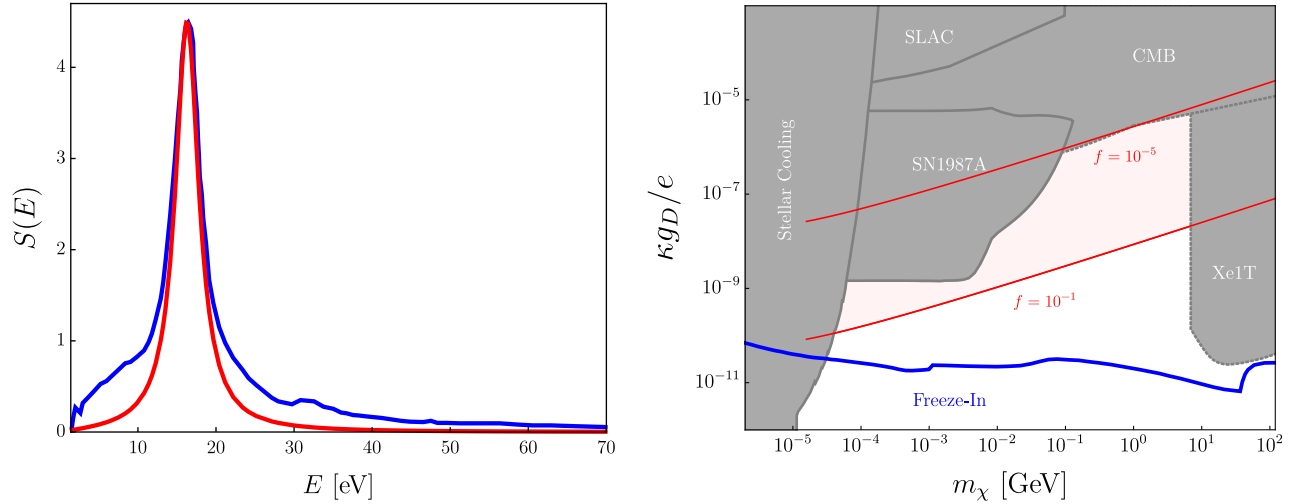 S(E)
4
3
2
1
0
10
20
30
40
50
60
70
E [eV]
κg_D/e
10^{-5}
10^{-7}
10^{-9}
10^{-11}
SLAC
CMB
Stellar Cooling
SN1987A
f = 10^{-5}
Xe1T
f = 10^{-1}
Freeze-In
10^{-5}
10^{-4}
10^{-3}
10^{-2}
10^{-1}
10^{0}
10^{1}
10^{2}
m_χ [GeV]